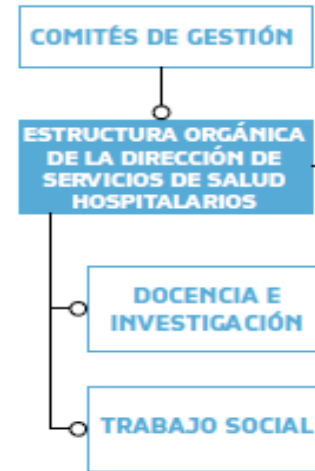 COMITÉS DE GESTIÓN
ESTRUCTURA ORGÁNICA
DE LA DIRECCIÓN DE
SERVICIOS DE SALUD
HOSPITALARIOS
DOCENCIA E
INVESTIGACIÓN
TRABAJO SOCIAL